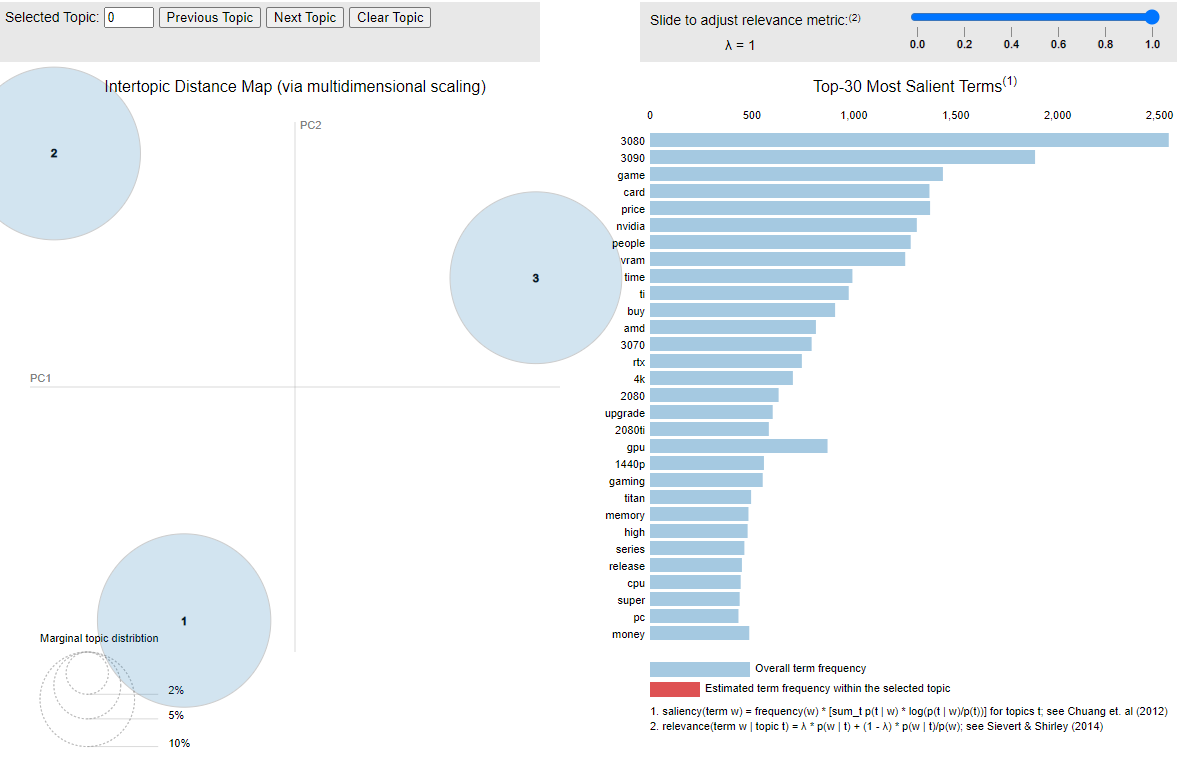 Selected Topic: 0 Previous Topic Next Topic Clear Topic
Slide to adjust relevance metric:(2)
λ = 1
0.0 0.2 0.4 0.6 0.8 1.0
Intertopic Distance Map (via multidimensional scaling)
PC2
PC1
2
3
1
Marginal topic distribtion
2%
5%
10%
Top-30 Most Salient Terms(1)
0 500 1,000 1,500 2,000 2,500
3080
3090
game
card
price
nvidia
people
vram
time
ti
buy
amd
3070
rtx
4k
2080
upgrade
2080ti
gpu
1440p
gaming
titan
memory
high
series
release
cpu
super
pc
money
Overall term frequency
Estimated term frequency within the selected topic
1. saliency(term w) = frequency(w) * [sum_t p(t | w) * log(p(t | w)/p(t))] for topics t; see Chuang et. al (2012)
2. relevance(term w | topic t) = λ * p(w | t) + (1 - λ) * p(w | t)/p(w); see Sievert & Shirley (2014)